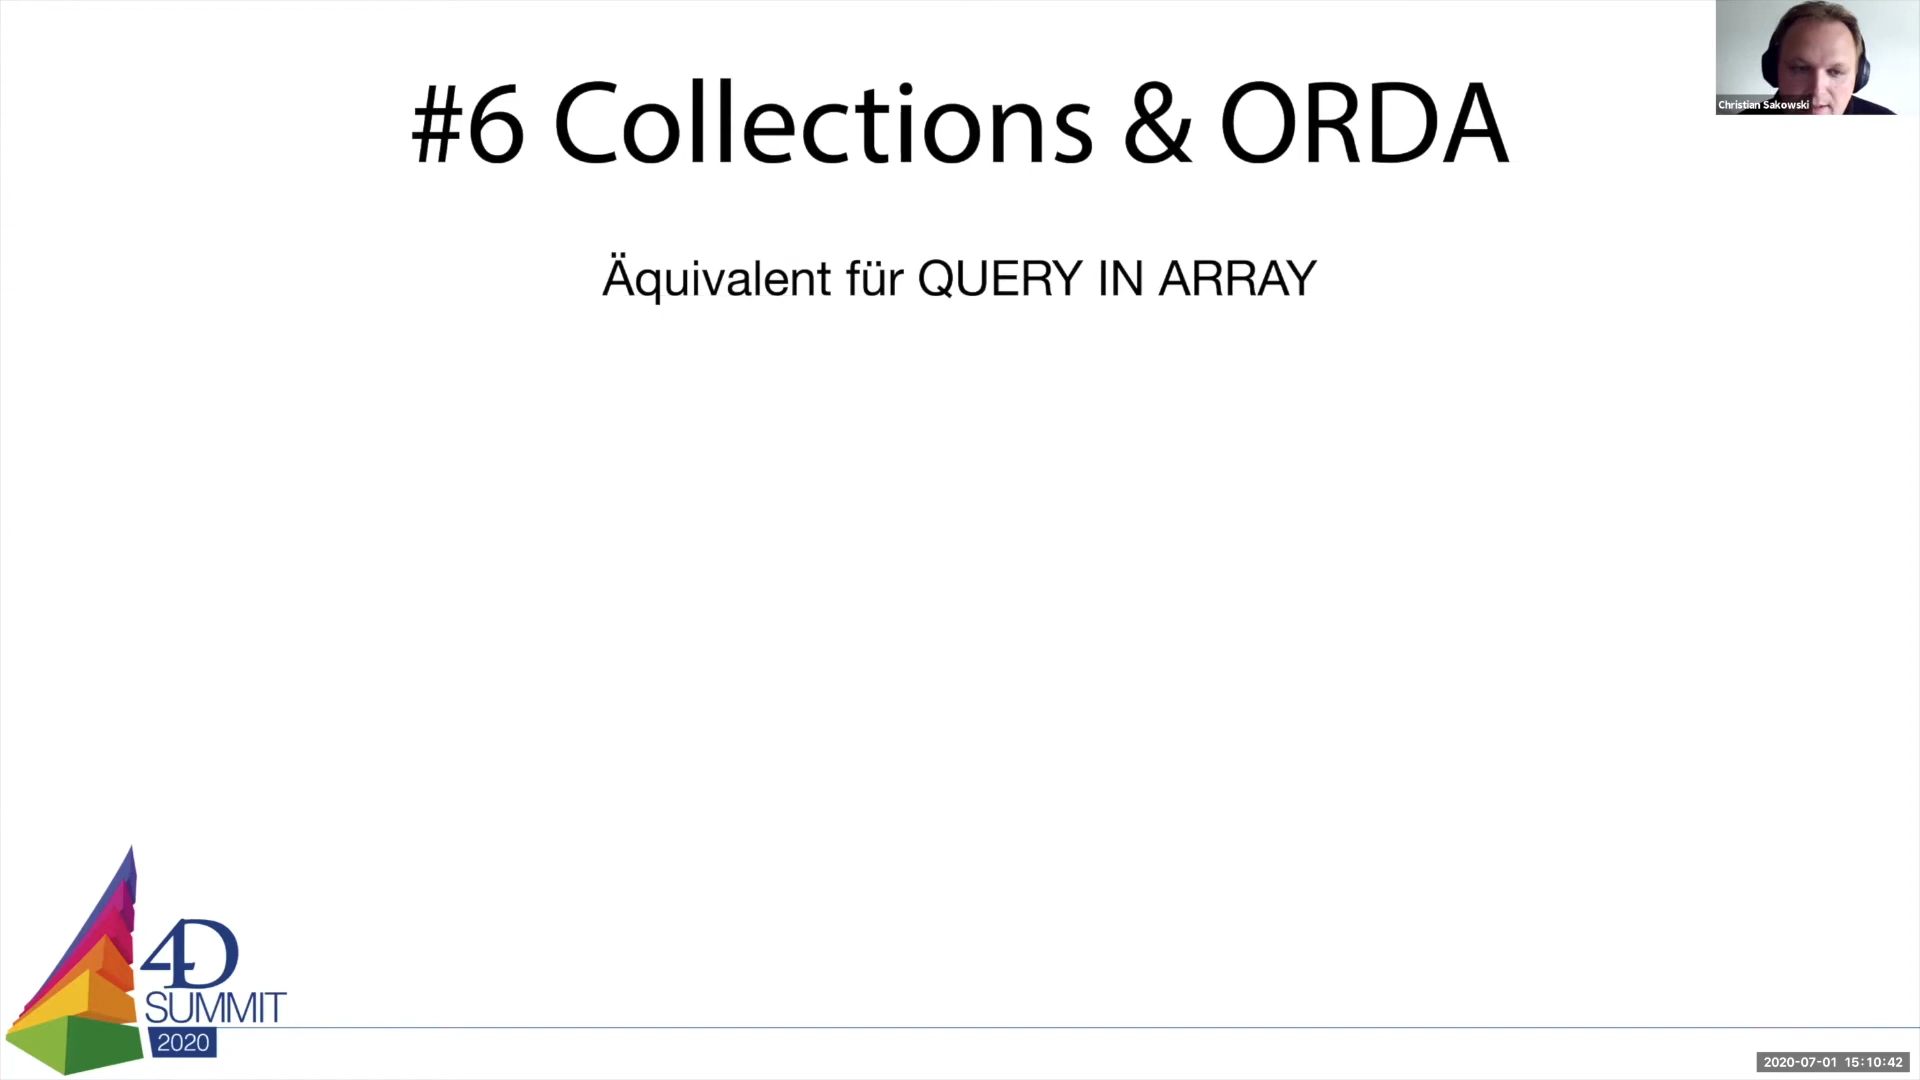 #6 Collections & ORDA
Christian Sakowski
Äquivalent für QUERY IN ARRAY
4D
SUMMIT
2020
2020-07-01 15:10:42